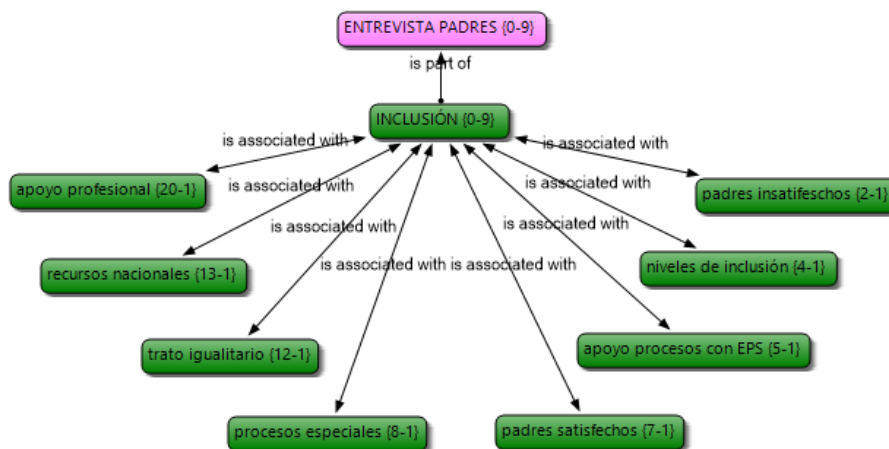 ENTREVISTA PADRES {0-9}
is part of
INCLUSIÓN {0-9}
is associated with
is associated with
apoyo profesional {20-1}
is associated with
is associated with
padres insatifeschos {2-1}
is associated with
is associated with
recursos nacionales {13-1}
is associated with
is associated with
niveles de inclusión {4-1}
trato igualitario {12-1}
apoyo procesos con EPS {5-1}
procesos especiales {8-1}
padres satisfechos {7-1}